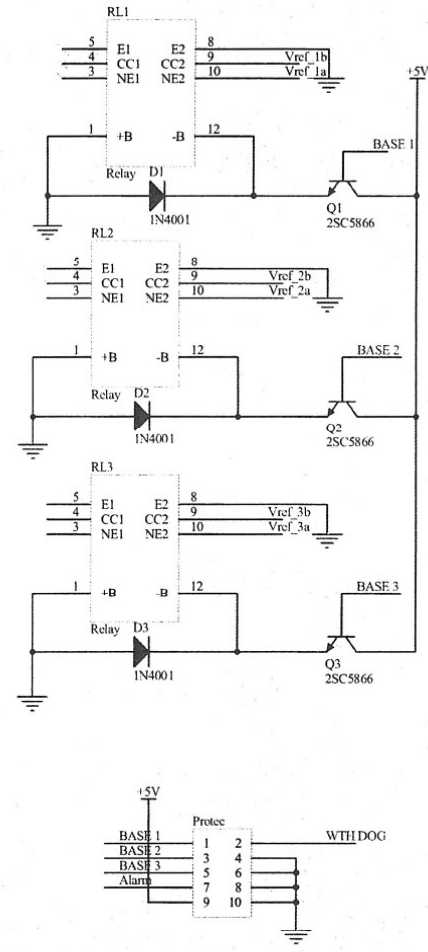 RL1
5 E1 E2 8
4 CC1 CC2 9 Vref_1b
3 NE1 NE2 10 Vref_1a
+5V
1 +B -B 12
BASE 1
Relay D1
1N4001
Q1
2SC5866
RL2
5 E1 E2 8
4 CC1 CC2 9 Vref_2b
3 NE1 NE2 10 Vref_2a
1 +B -B 12
BASE 2
Relay D2
1N4001
Q2
2SC5866
RL3
5 E1 E2 8
4 CC1 CC2 9 Vref_3b
3 NE1 NE2 10 Vref_3a
1 +B -B 12
BASE 3
Relay D3
1N4001
Q3
2SC5866
+5V
Protec
BASE 1 1 2 WTH DOG
BASE 2 3 4
BASE 3 5 6
Alarm 7 8
9 10